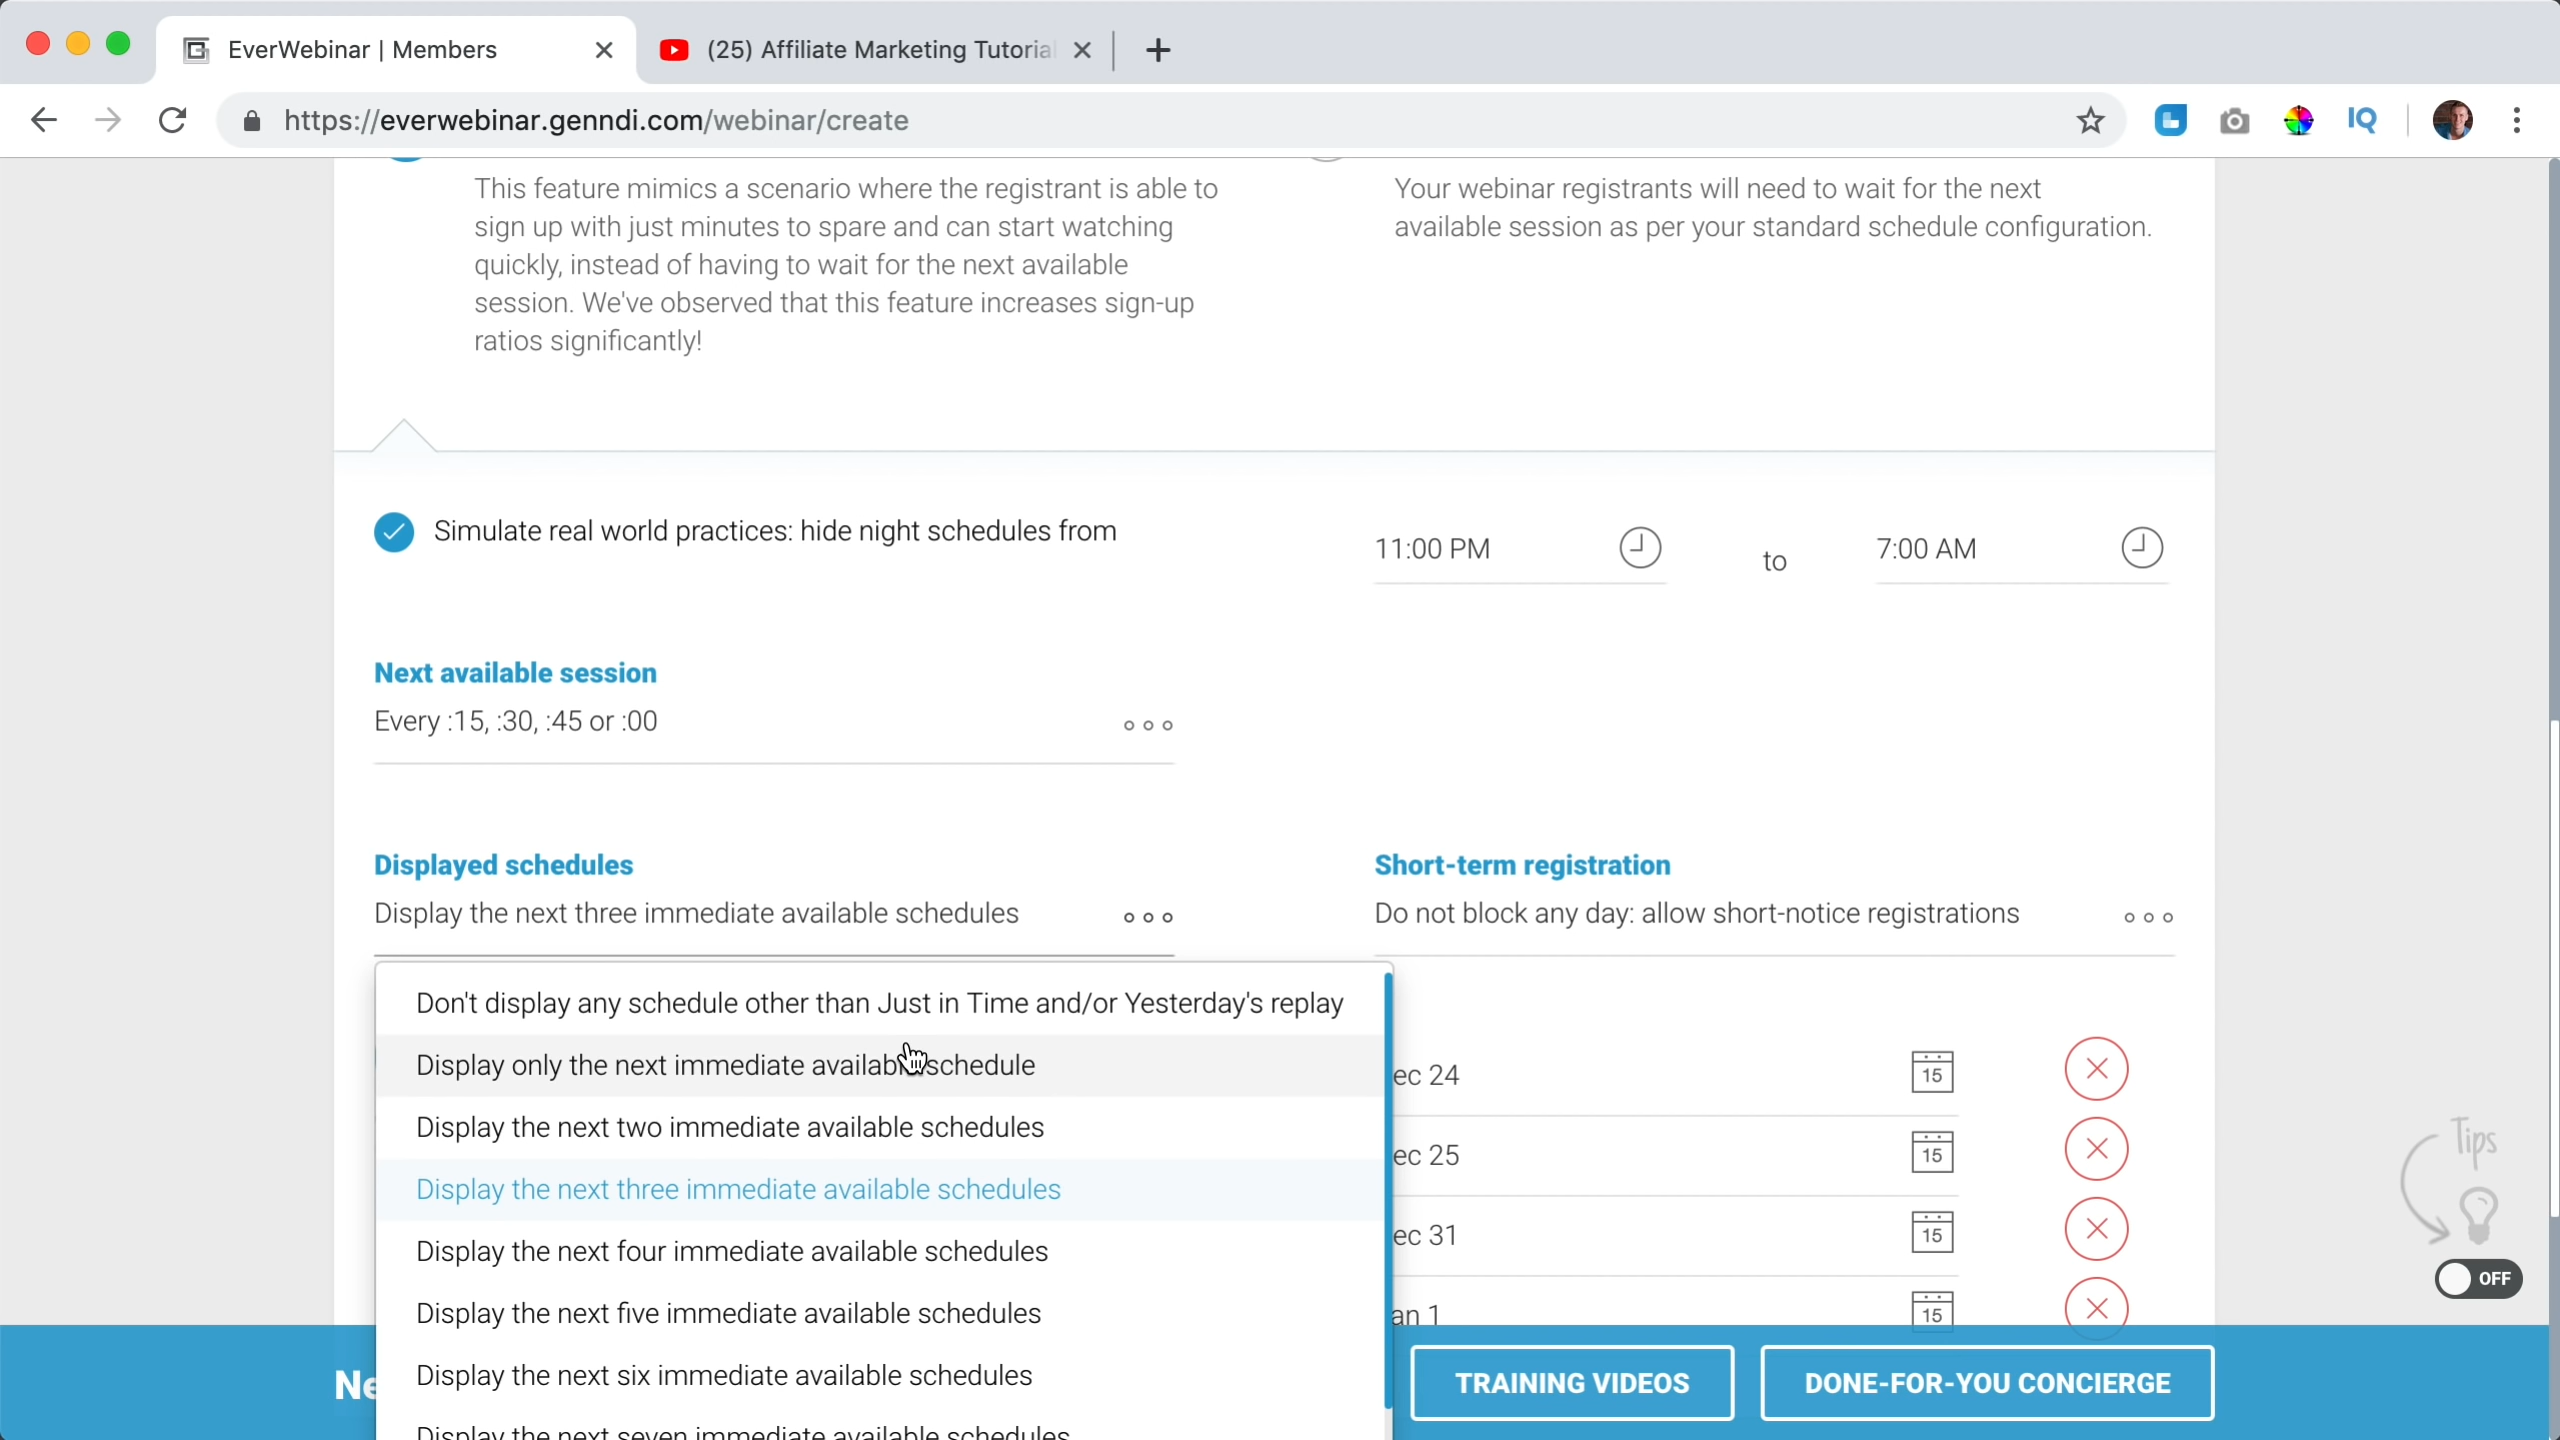 EverWebinar | Members
(25) Affiliate Marketing Tutorial
https://everwebinar.genndi.com/webinar/create
IQ
This feature mimics a scenario where the registrant is able to
sign up with just minutes to spare and can start watching
quickly, instead of having to wait for the next available
session. We've observed that this feature increases sign-up
ratios significantly!
Your webinar registrants will need to wait for the next
available session as per your standard schedule configuration.
Simulate real world practices: hide night schedules from
11:00 PM
to
7:00 AM
Next available session
Every :15, :30, :45 or :00
Displayed schedules
Display the next three immediate available schedules
Short-term registration
Do not block any day: allow short-notice registrations
Don't display any schedule other than Just in Time and/or Yesterday's replay
Display only the next immediate available schedule
Display the next two immediate available schedules
Display the next three immediate available schedules
Display the next four immediate available schedules
Display the next five immediate available schedules
Display the next six immediate available schedules
Display the next seven immediate available schedules
ec 24
15
ec 25
15
ec 31
15
an 1
15
Tips
OFF
Ne
TRAINING VIDEOS
DONE-FOR-YOU CONCIERGE